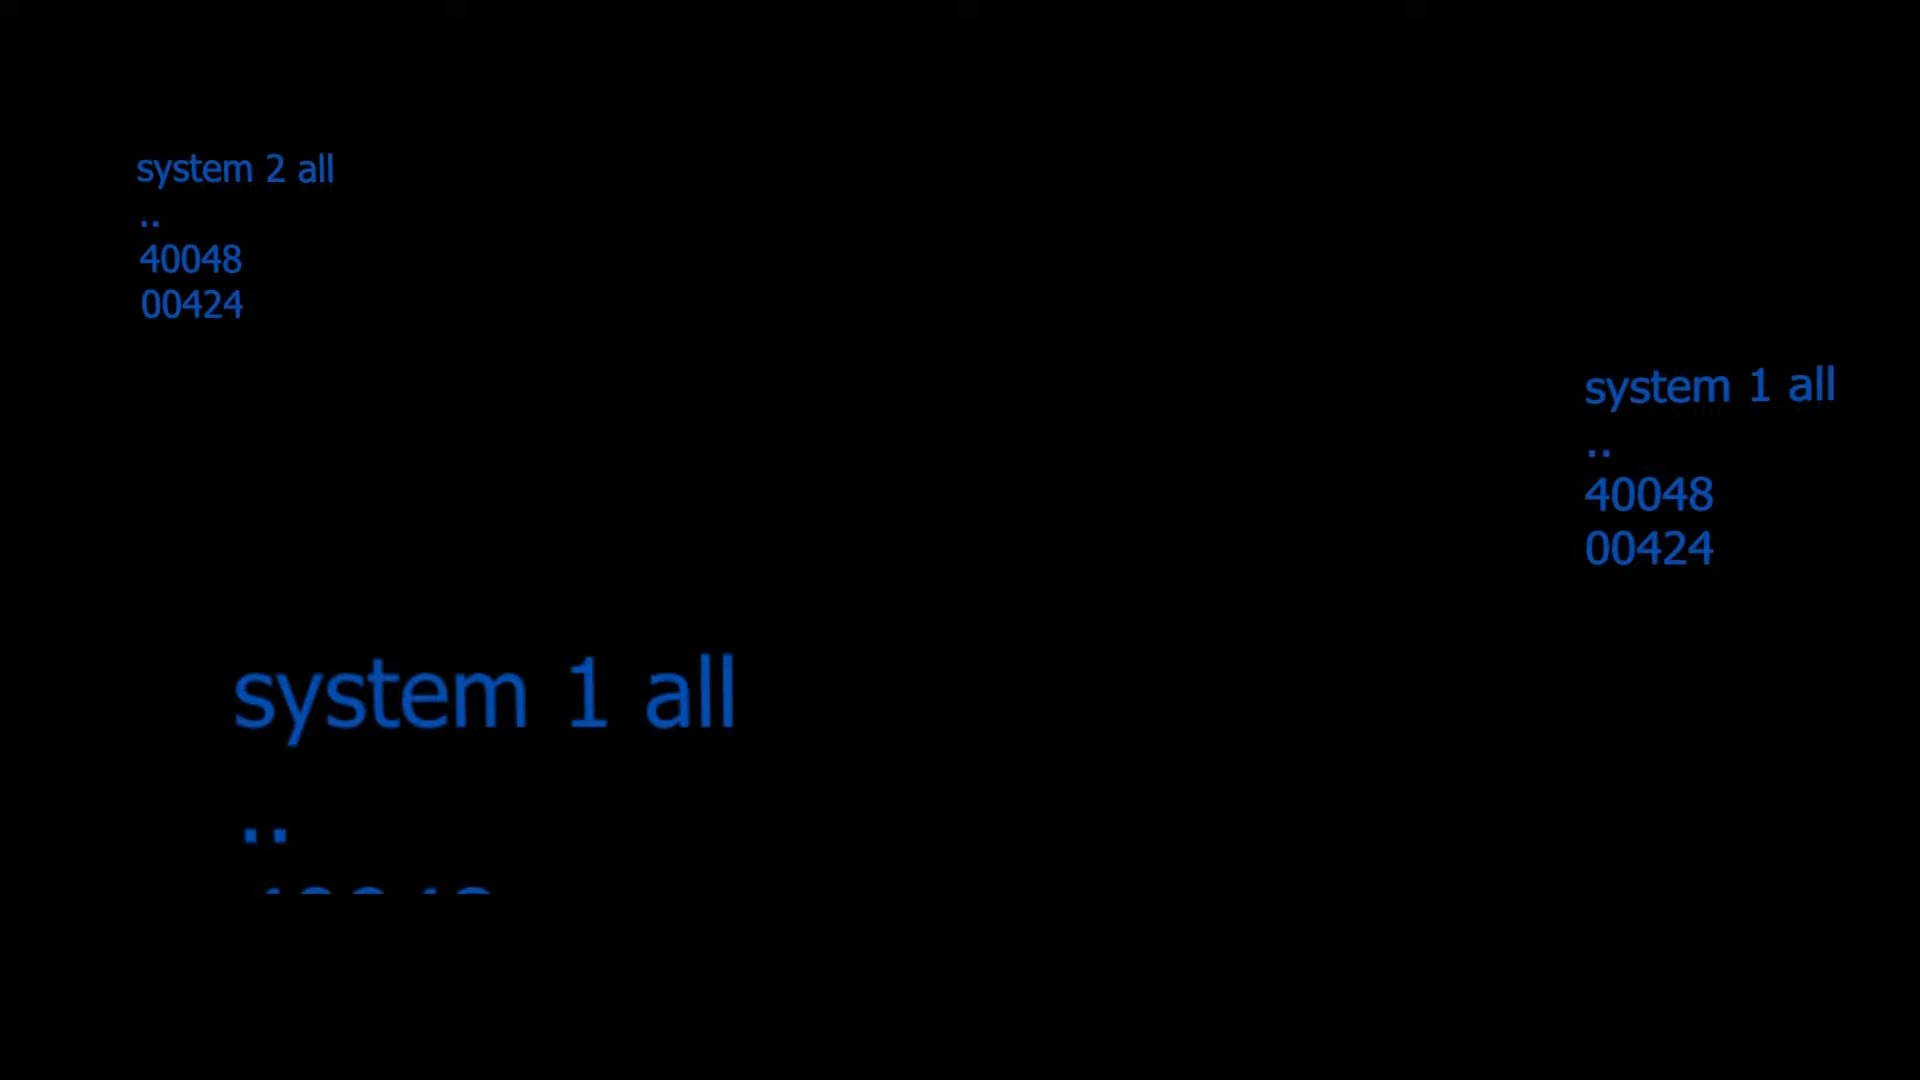 system 2 all
..
40048
00424
system 1 all
..
40048
00424
system 1 all
..